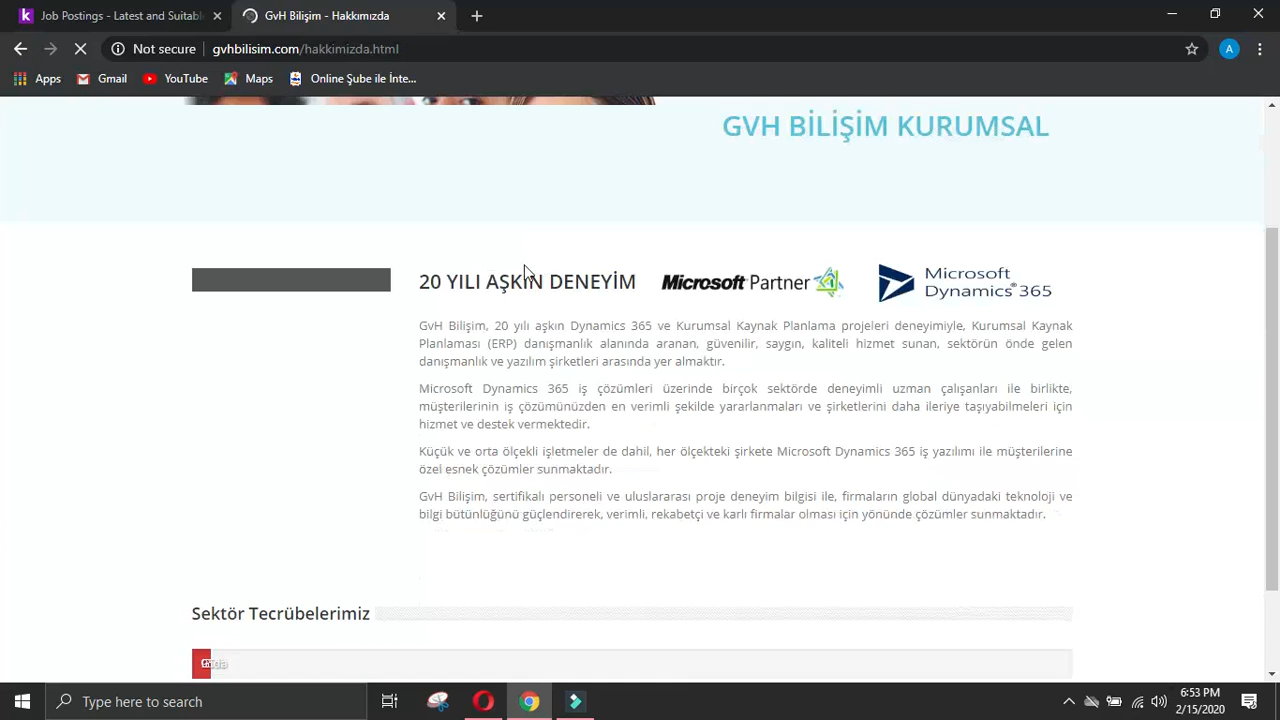 Job Postings - Latest and Suitabl
GvH Bilişim - Hakkımızda
Not secure
gvhbilisim.com/hakkimizda.html
A
Apps
Gmail
YouTube
Maps
Online Şube ile İnte...
GVH BİLİŞİM KURUMSAL
20 YILI AŞKIN DENEYİM
Microsoft Partner
Microsoft
Dynamics 365
GvH Bilişim, 20 yılı aşkın Dynamics 365 ve Kurumsal Kaynak Planlama projeleri deneyimiyle, Kurumsal Kaynak
Planlaması (ERP) danışmanlık alanında aranan, güvenilir, saygın, kaliteli hizmet sunan, sektörün önde gelen
danışmanlık ve yazılım şirketleri arasında yer almaktır.
Microsoft Dynamics 365 iş çözümleri üzerinde birçok sektörde deneyimli uzman çalışanları ile birlikte,
müşterilerinin iş çözümünüzden en verimli şekilde yararlanmaları ve şirketlerini daha ileriye taşıyabilmeleri için
hizmet ve destek vermektedir.
Küçük ve orta ölçekli işletmeler de dahil, her ölçekteki şirkete Microsoft Dynamics 365 iş yazılımı ile müşterilerine
özel esnek çözümler sunmaktadır.
GvH Bilişim, sertifikalı personeli ve uluslararası proje deneyim bilgisi ile, firmaların global dünyadaki teknoloji ve
bilgi bütünlüğünü güçlendirerek, verimli, rekabetçi ve karlı firmalar olması için yönünde çözümler sunmaktadır.
Sektör Tecrübelerimiz
Type here to search
6:53 PM
2/15/2020